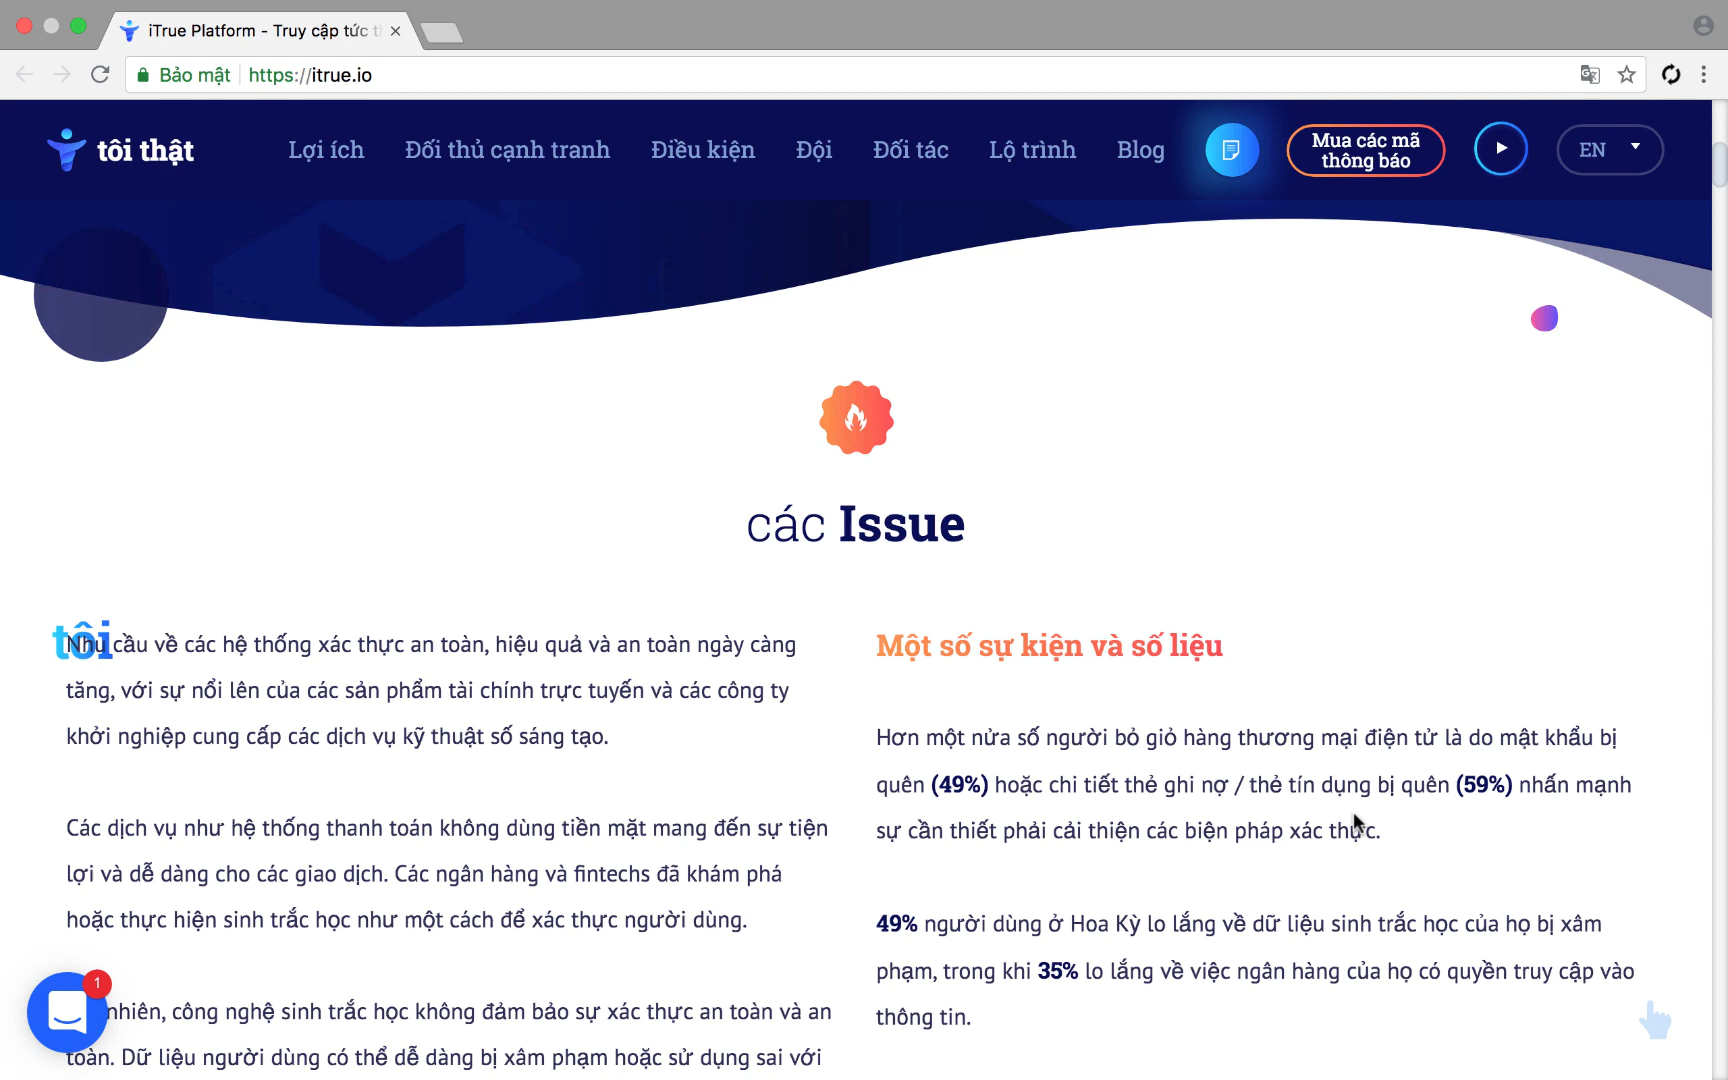 iTrue Platform - Truy cập tức
Bảo mật
https://itrue.io
tôi thật
Lợi ích
Đối thủ cạnh tranh
Điều kiện
Đội
Đối tác
Lộ trình
Blog
Mua các mã
thông báo
EN
các Issue
tôi
Nhu cầu về các hệ thống xác thực an toàn, hiệu quả và an toàn ngày càng
tăng, với sự nổi lên của các sản phẩm tài chính trực tuyến và các công ty
khởi nghiệp cung cấp các dịch vụ kỹ thuật số sáng tạo.
Các dịch vụ như hệ thống thanh toán không dùng tiền mặt mang đến sự tiện
lợi và dễ dàng cho các giao dịch. Các ngân hàng và fintechs đã khám phá
hoặc thực hiện sinh trắc học như một cách để xác thực người dùng.
nhiên, công nghệ sinh trắc học không đảm bảo sự xác thực an toàn và an
toàn. Dữ liệu người dùng có thể dễ dàng bị xâm phạm hoặc sử dụng sai với
1
Một số sự kiện và số liệu
Hơn một nửa số người bỏ giỏ hàng thương mại điện tử là do mật khẩu bị
quên (49%) hoặc chi tiết thẻ ghi nợ / thẻ tín dụng bị quên (59%) nhấn mạnh
sự cần thiết phải cải thiện các biện pháp xác thực.
49% người dùng ở Hoa Kỳ lo lắng về dữ liệu sinh trắc học của họ bị xâm
phạm, trong khi 35% lo lắng về việc ngân hàng của họ có quyền truy cập vào
thông tin.